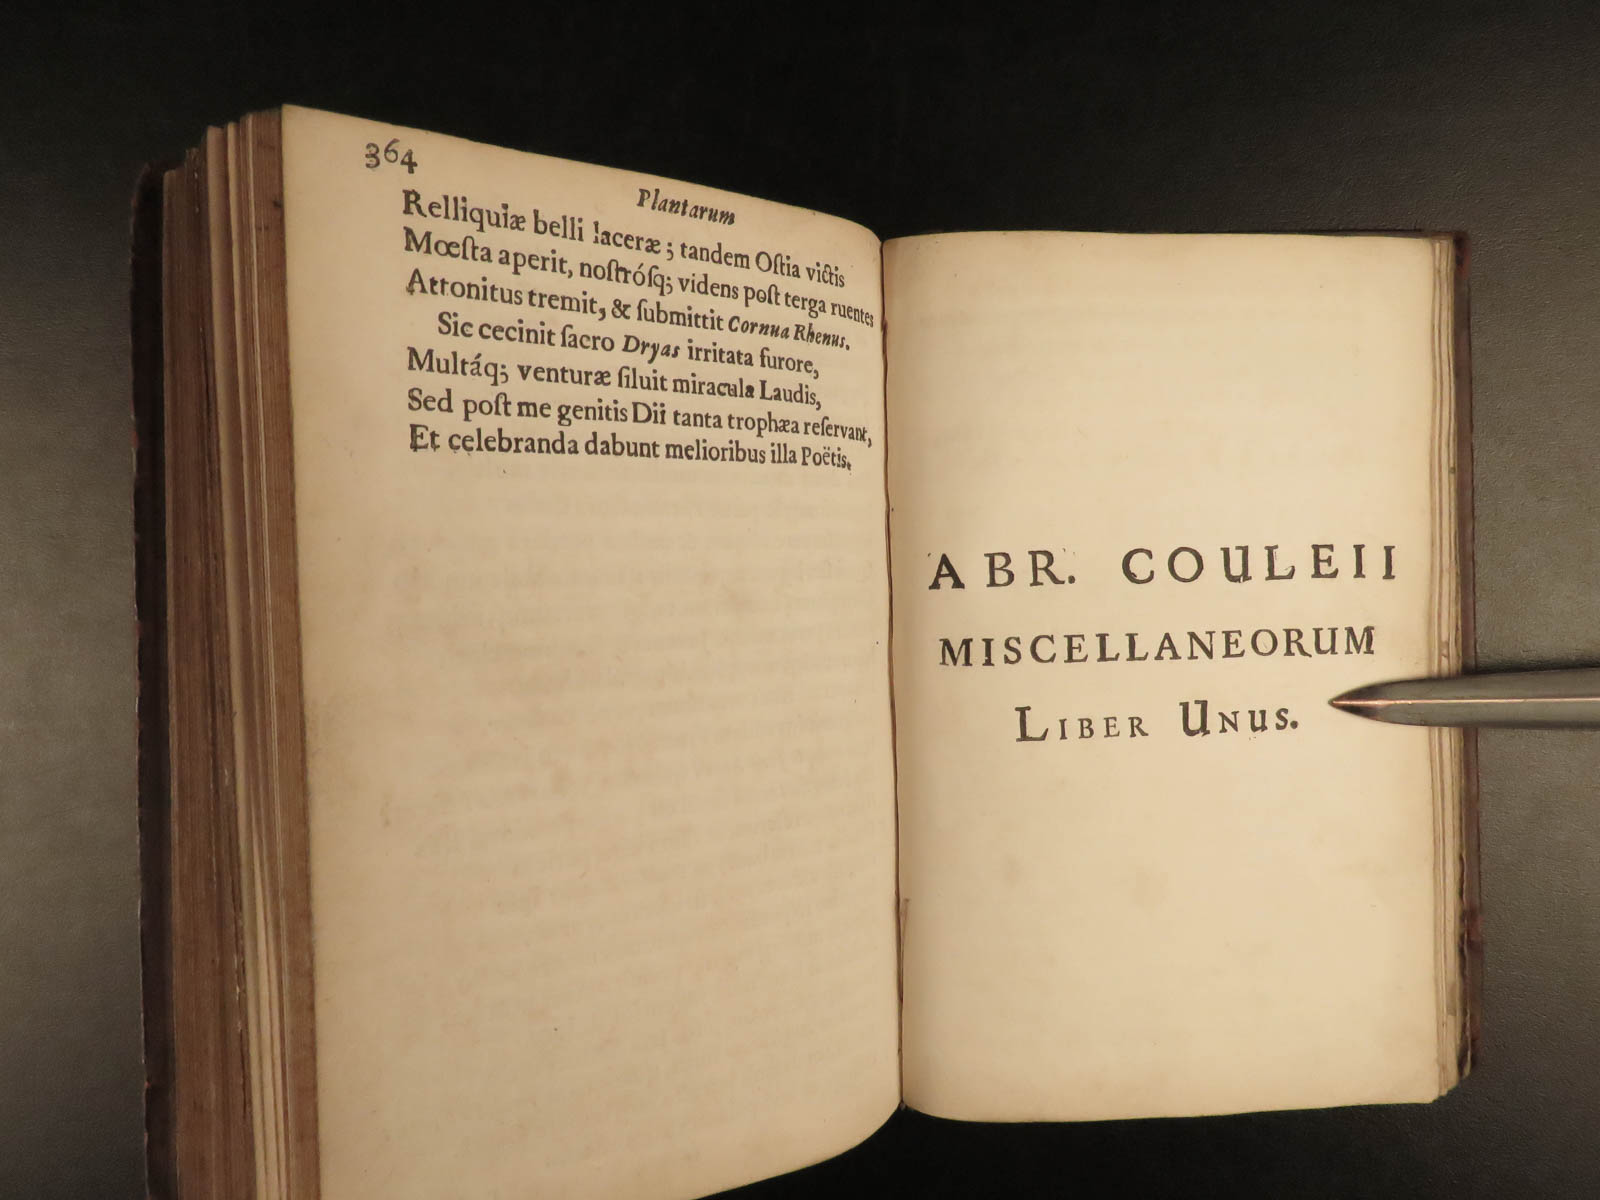 364
Plantarum
Relliquiæ belli laceræ; tandem Oſtia victis
Mœſta aperit, noſtróſq; videns poſt terga ruentes
Attonitus tremit, & ſubmittit Cornua Rhenus.
Sic cecinit ſacro Dryas irritata furore,
Multáq; venturæ ſiluit miracula Laudis,
Sed poſt me genitis Dii tanta trophæa reſervant,
Et celebranda dabunt melioribus illa Poëtis.
ABR. COULEII
MISCELLANEORUM
LIBER UNUS.